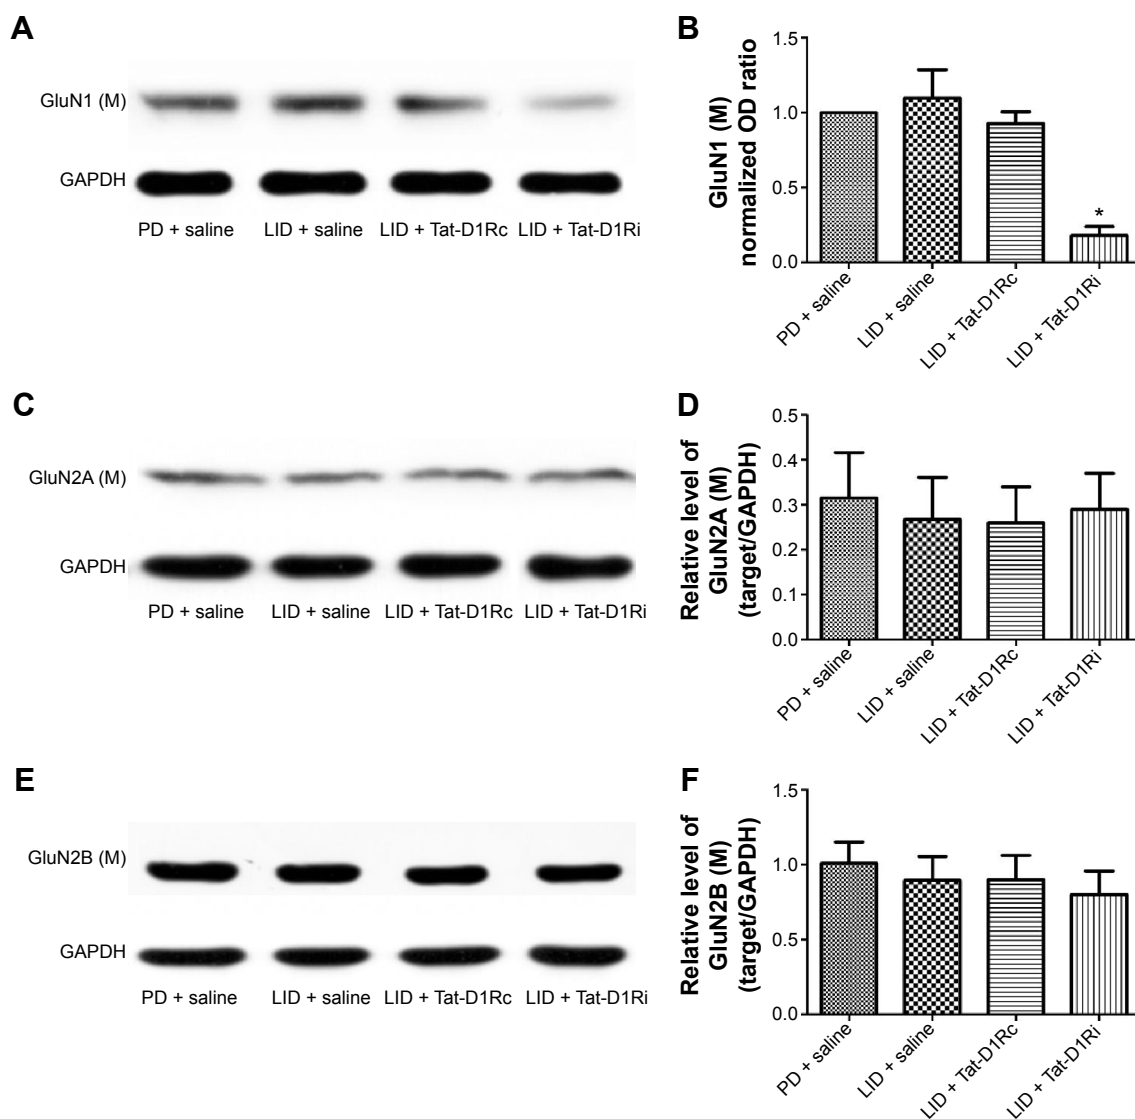 A
GluN1 (M)
GAPDH
PD + saline LID + saline LID + Tat-D1Rc LID + Tat-D1Ri
B
GluN1 (M)
normalized OD ratio
1.5
1.0
0.5
0.0
*
PD + saline
LID + saline
LID + Tat-D1Rc
LID + Tat-D1Ri
C
GluN2A (M)
GAPDH
PD + saline LID + saline LID + Tat-D1Rc LID + Tat-D1Ri
D
Relative level of
GluN2A (M)
(target/GAPDH)
0.5
0.4
0.3
0.2
0.1
0.0
PD + saline
LID + saline
LID + Tat-D1Rc
LID + Tat-D1Ri
E
GluN2B (M)
GAPDH
PD + saline LID + saline LID + Tat-D1Rc LID + Tat-D1Ri
F
Relative level of
GluN2B (M)
(target/GAPDH)
1.5
1.0
0.5
0.0
PD + saline
LID + saline
LID + Tat-D1Rc
LID + Tat-D1Ri